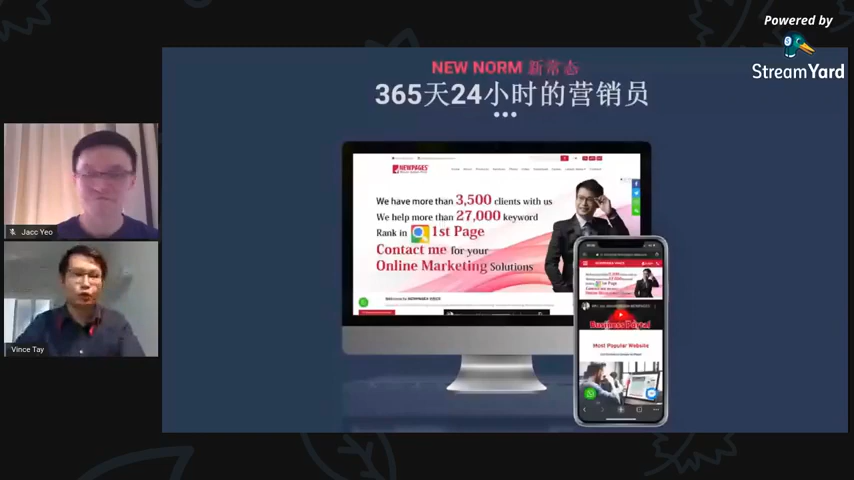 Powered by
StreamYard
NEW NORM 新常态
365天24小时的营销员
NEWPAGES
We have more than 3,500 clients with us
We help more than 27,000 keyword
Rank in 1st Page
Contact me for your
Online Marketing Solutions
Business Portal
Most Popular Website
Jacc Yeo
Vince Tay